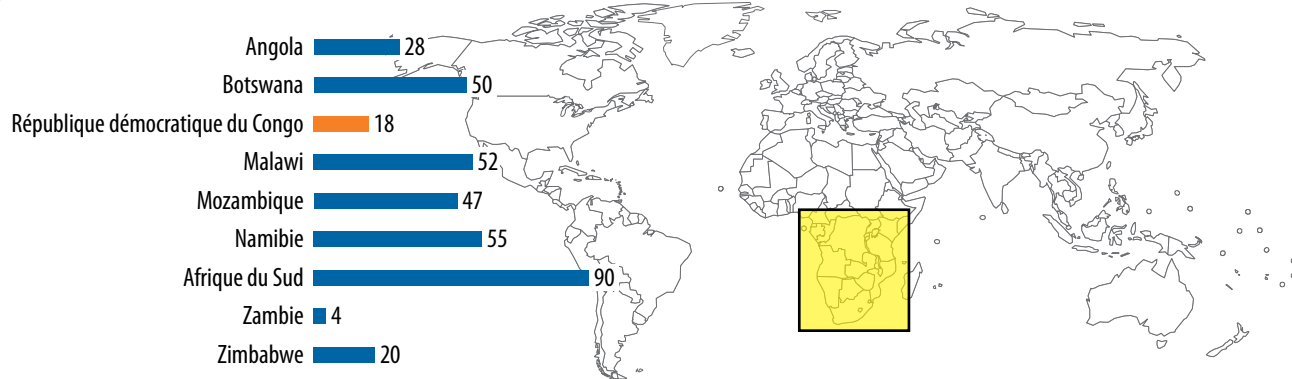 Angola 28
Botswana 50
République démocratique du Congo 18
Malawi 52
Mozambique 47
Namibie 55
Afrique du Sud 90
Zambie 4
Zimbabwe 20